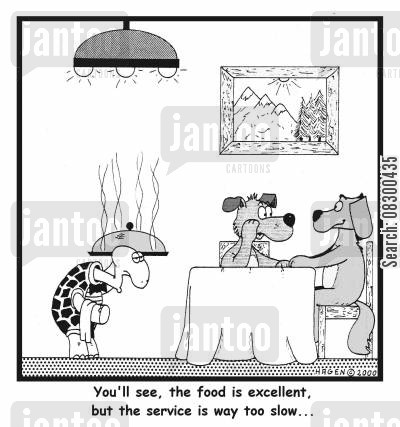 jantoo
jantoo
jantoo
CARTOONS
jantoo
HAGEN © 2000
You'll see, the food is excellent,
but the service is way too slow...
Search: 08300435